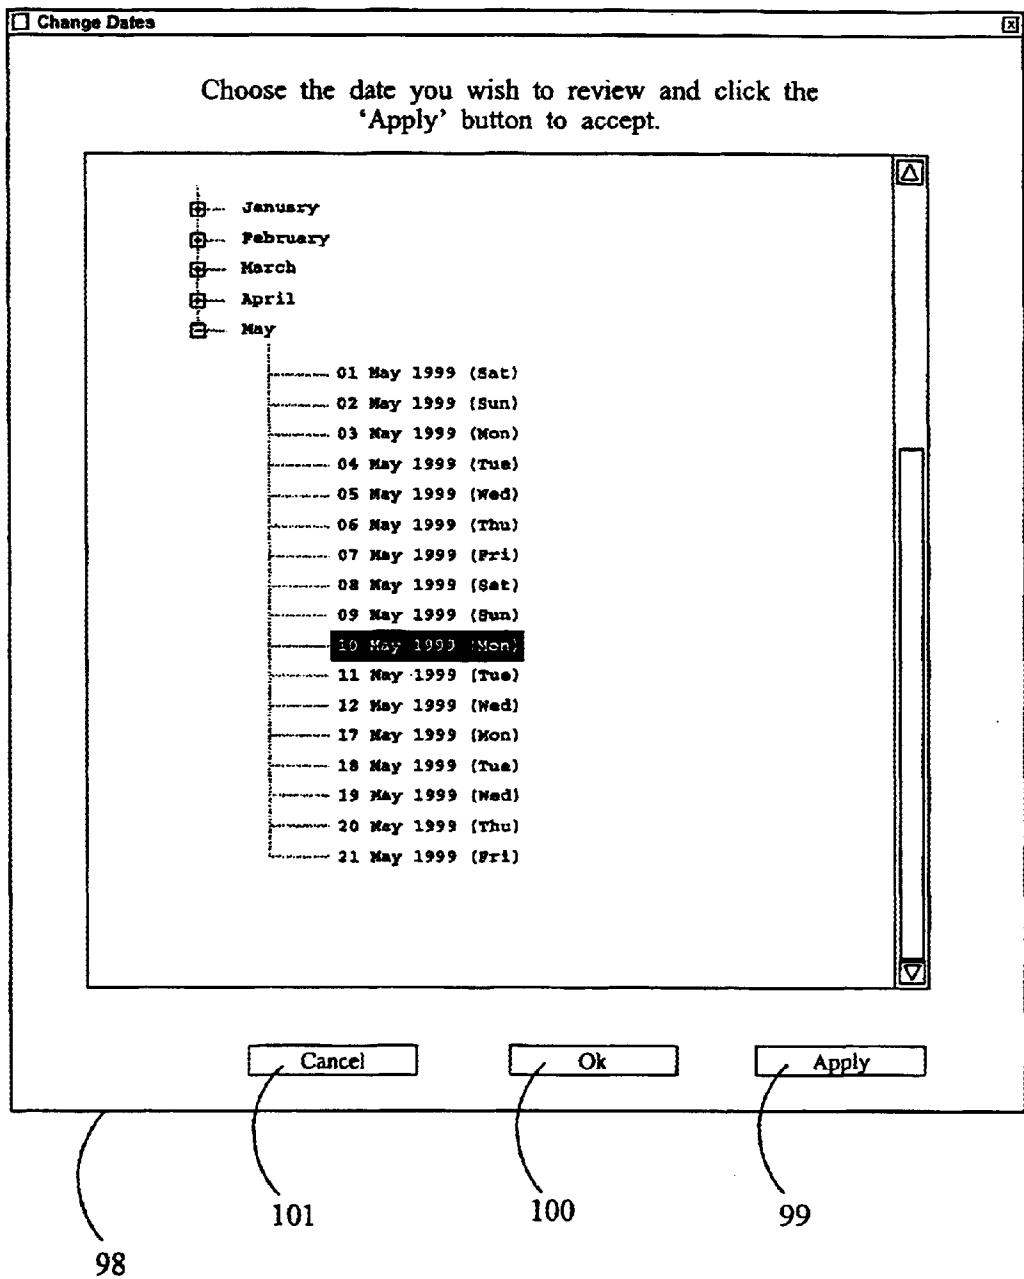 Change Dates
Choose the date you wish to review and click the
‘Apply’ button to accept.
January
February
March
April
May
01 May 1999 (Sat)
02 May 1999 (Sun)
03 May 1999 (Mon)
04 May 1999 (Tue)
05 May 1999 (Wed)
06 May 1999 (Thu)
07 May 1999 (Fri)
08 May 1999 (Sat)
09 May 1999 (Sun)
10 May 1999 (Mon)
11 May 1999 (Tue)
12 May 1999 (Wed)
17 May 1999 (Mon)
18 May 1999 (Tue)
19 May 1999 (Wed)
20 May 1999 (Thu)
21 May 1999 (Fri)
Cancel Ok Apply
101 100 99
98